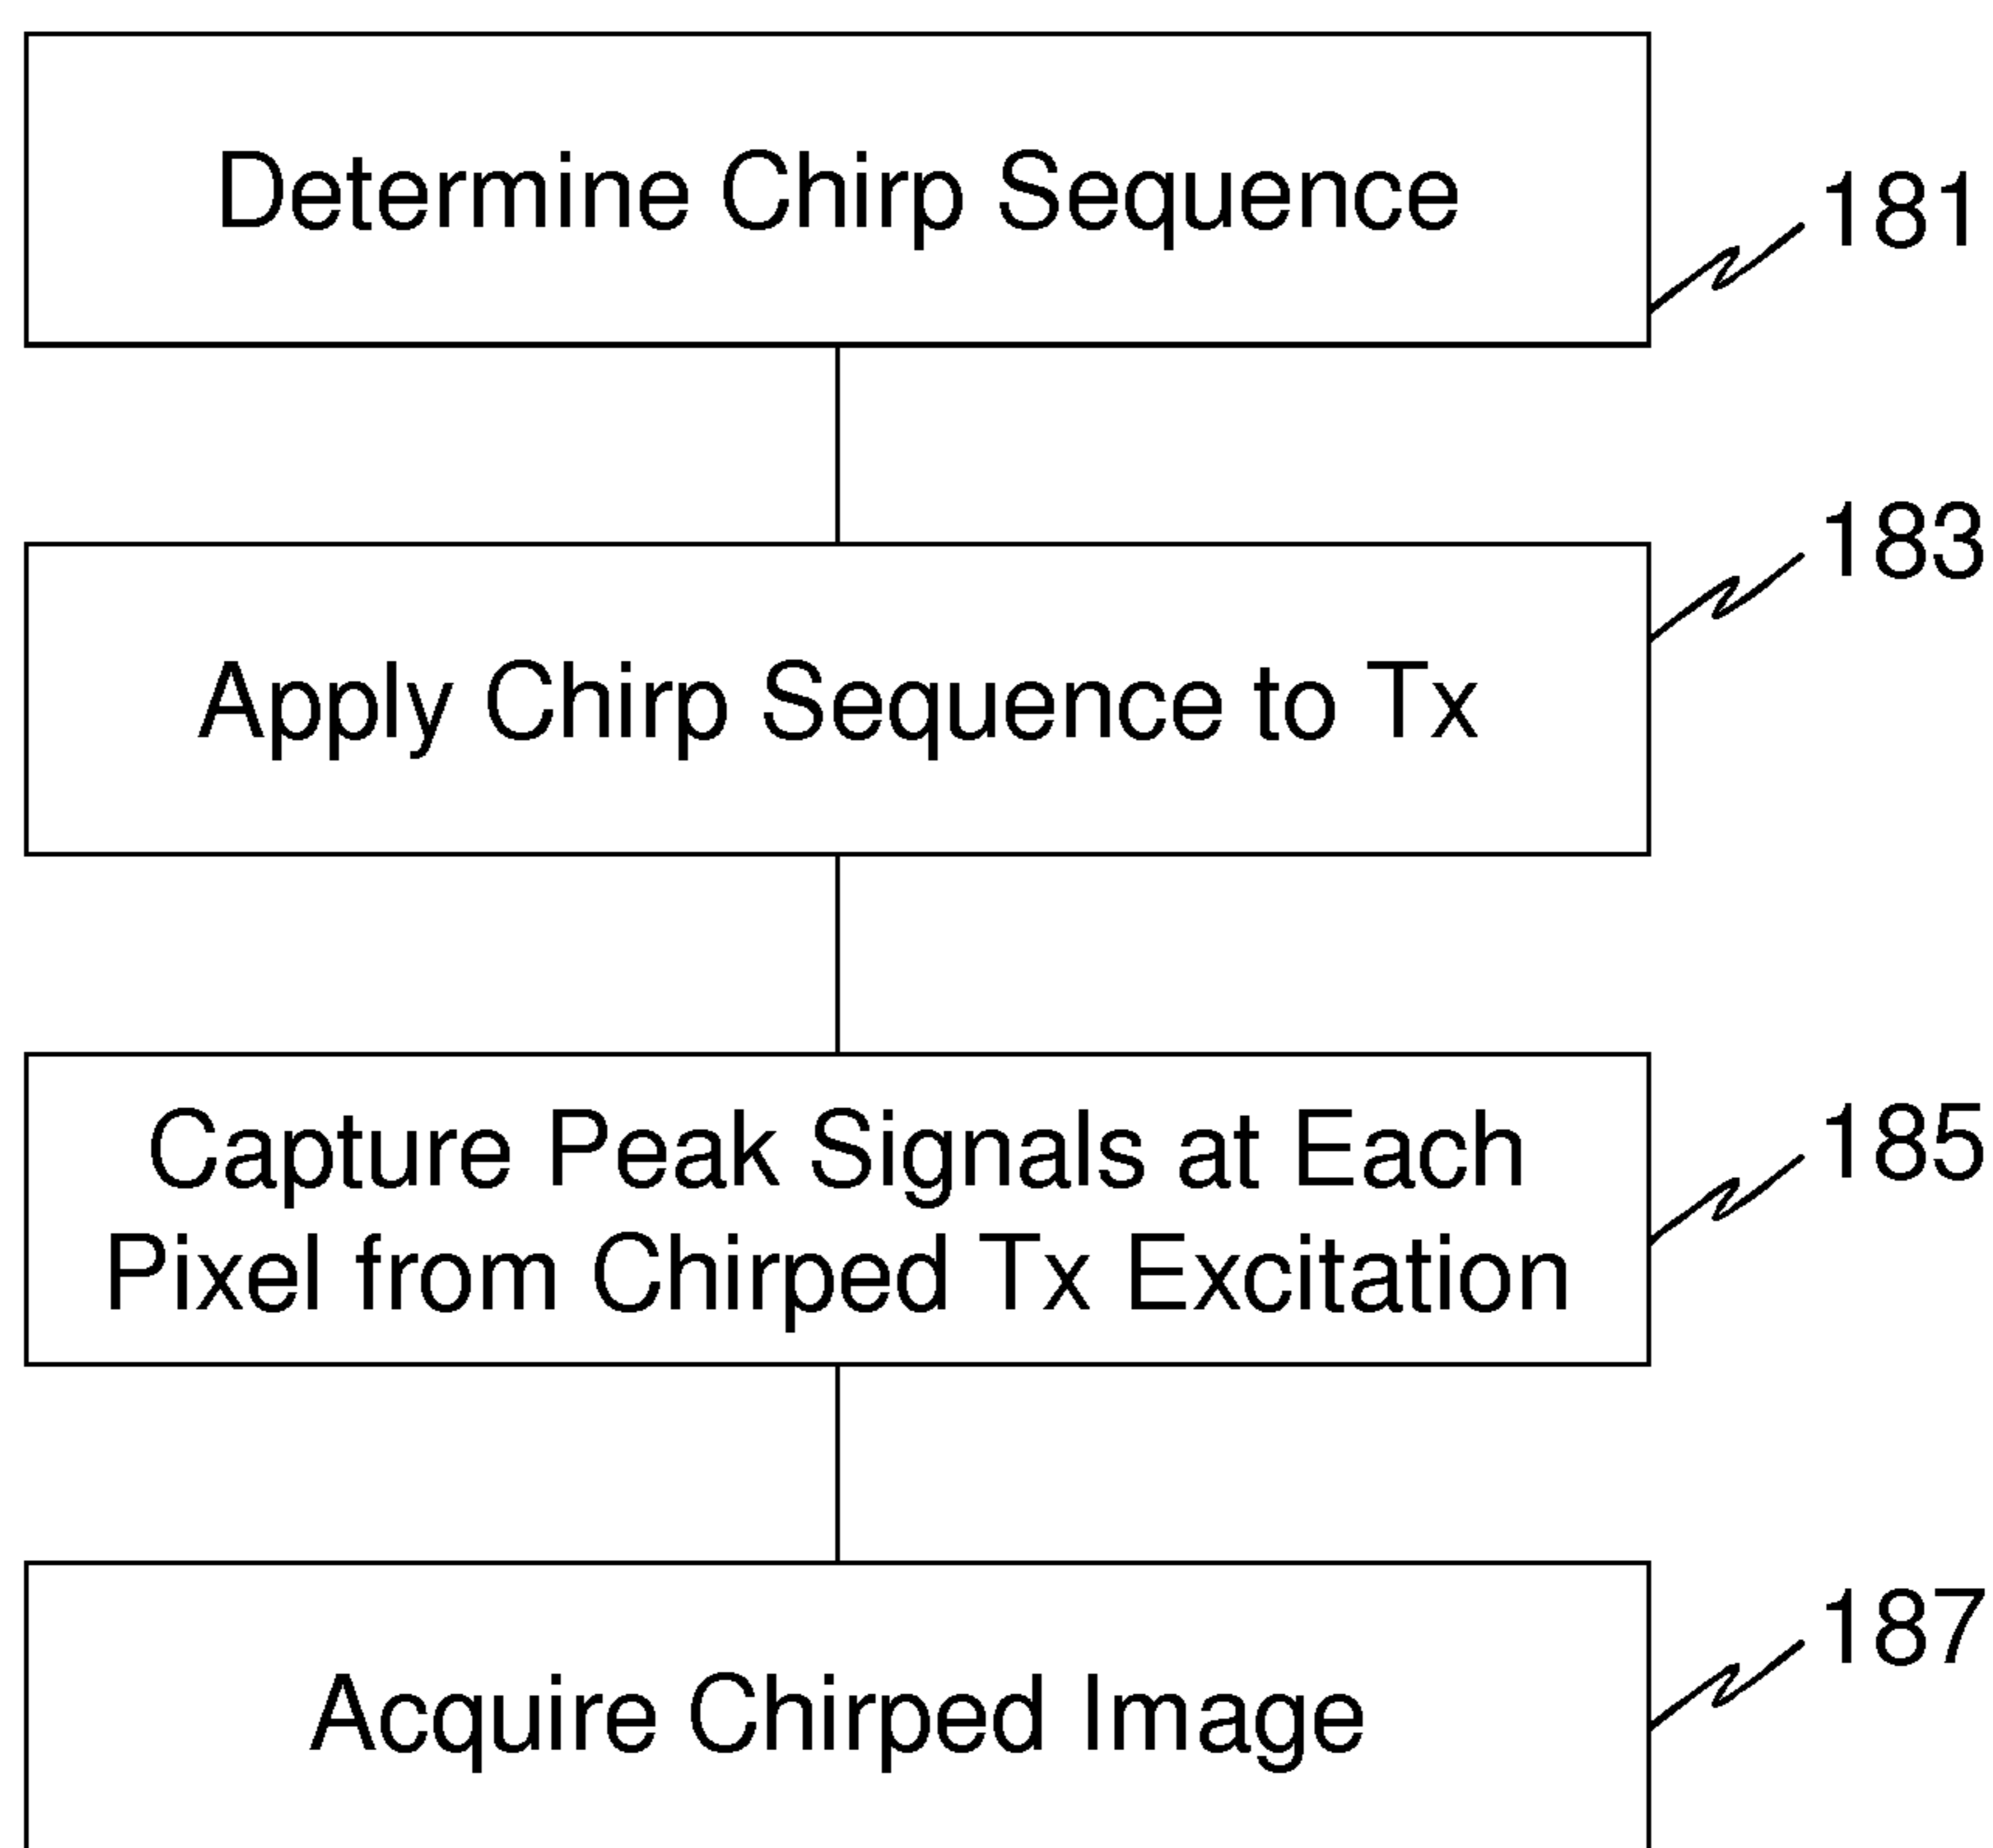 Determine Chirp Sequence
181
183
Apply Chirp Sequence to Tx
Capture Peak Signals at Each
Pixel from Chirped Tx Excitation
185
187
Acquire Chirped Image